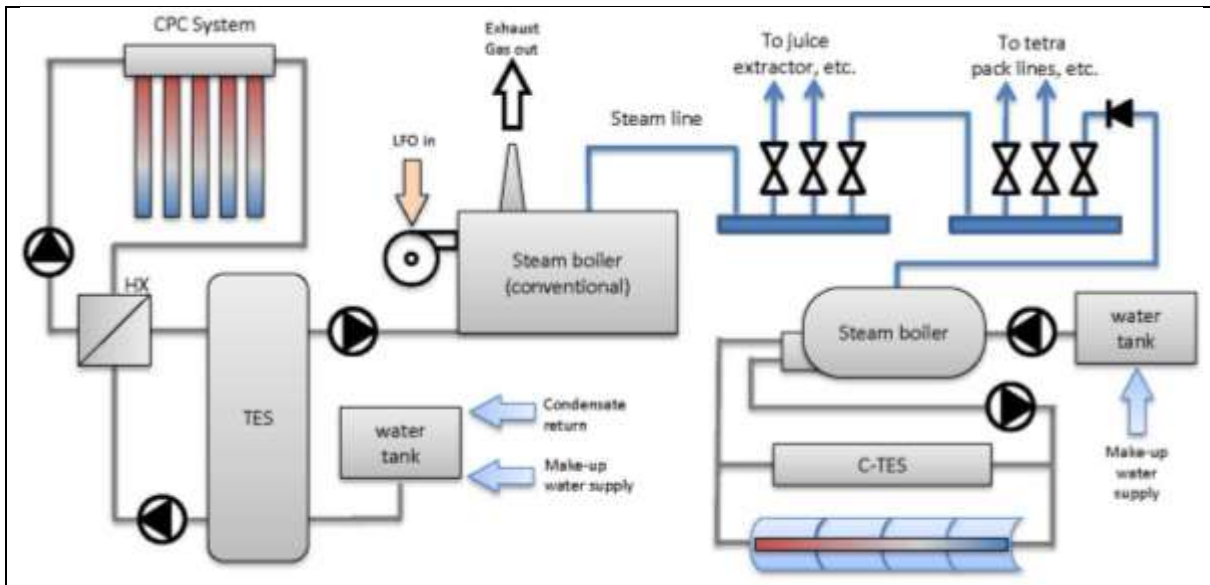 CPC System
Exhaust
Gas out
To juice
extractor, etc.
To tetra
pack lines, etc.
Steam line
LFO in
Steam boiler
(conventional)
HX
Steam boiler
water
tank
TES
water
tank
Condensate
return
Make-up
water supply
C-TES
Make-up
water
supply